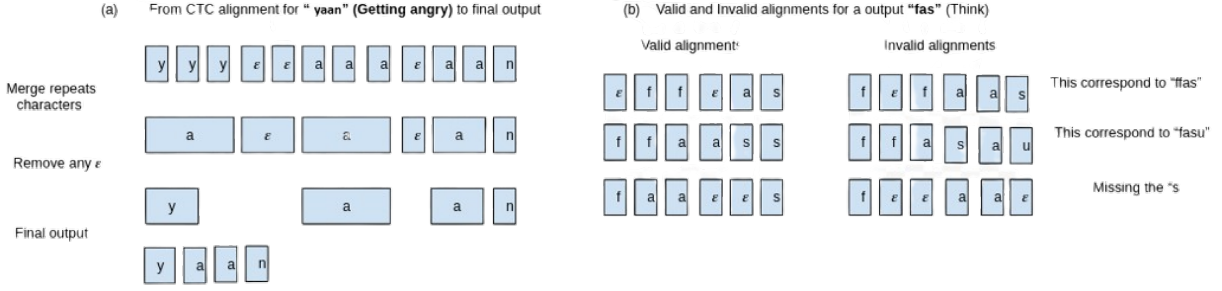 (a) From CTC alignment for “ yaan” (Getting angry) to final output
y y y ε ε a a a ε a a n
Merge repeats
characters
a ε a ε a n
Remove any ε
y a a n
Final output
y a a n
(b) Valid and Invalid alignments for a output “fas” (Think)
Valid alignment
Invalid alignments
ε f f ε a s
f ε f a a s
This correspond to “ffas”
f f a a s s
f f a s a u
This correspond to “fasu”
f a a ε ε s
f ε ε a a ε
Missing the “s